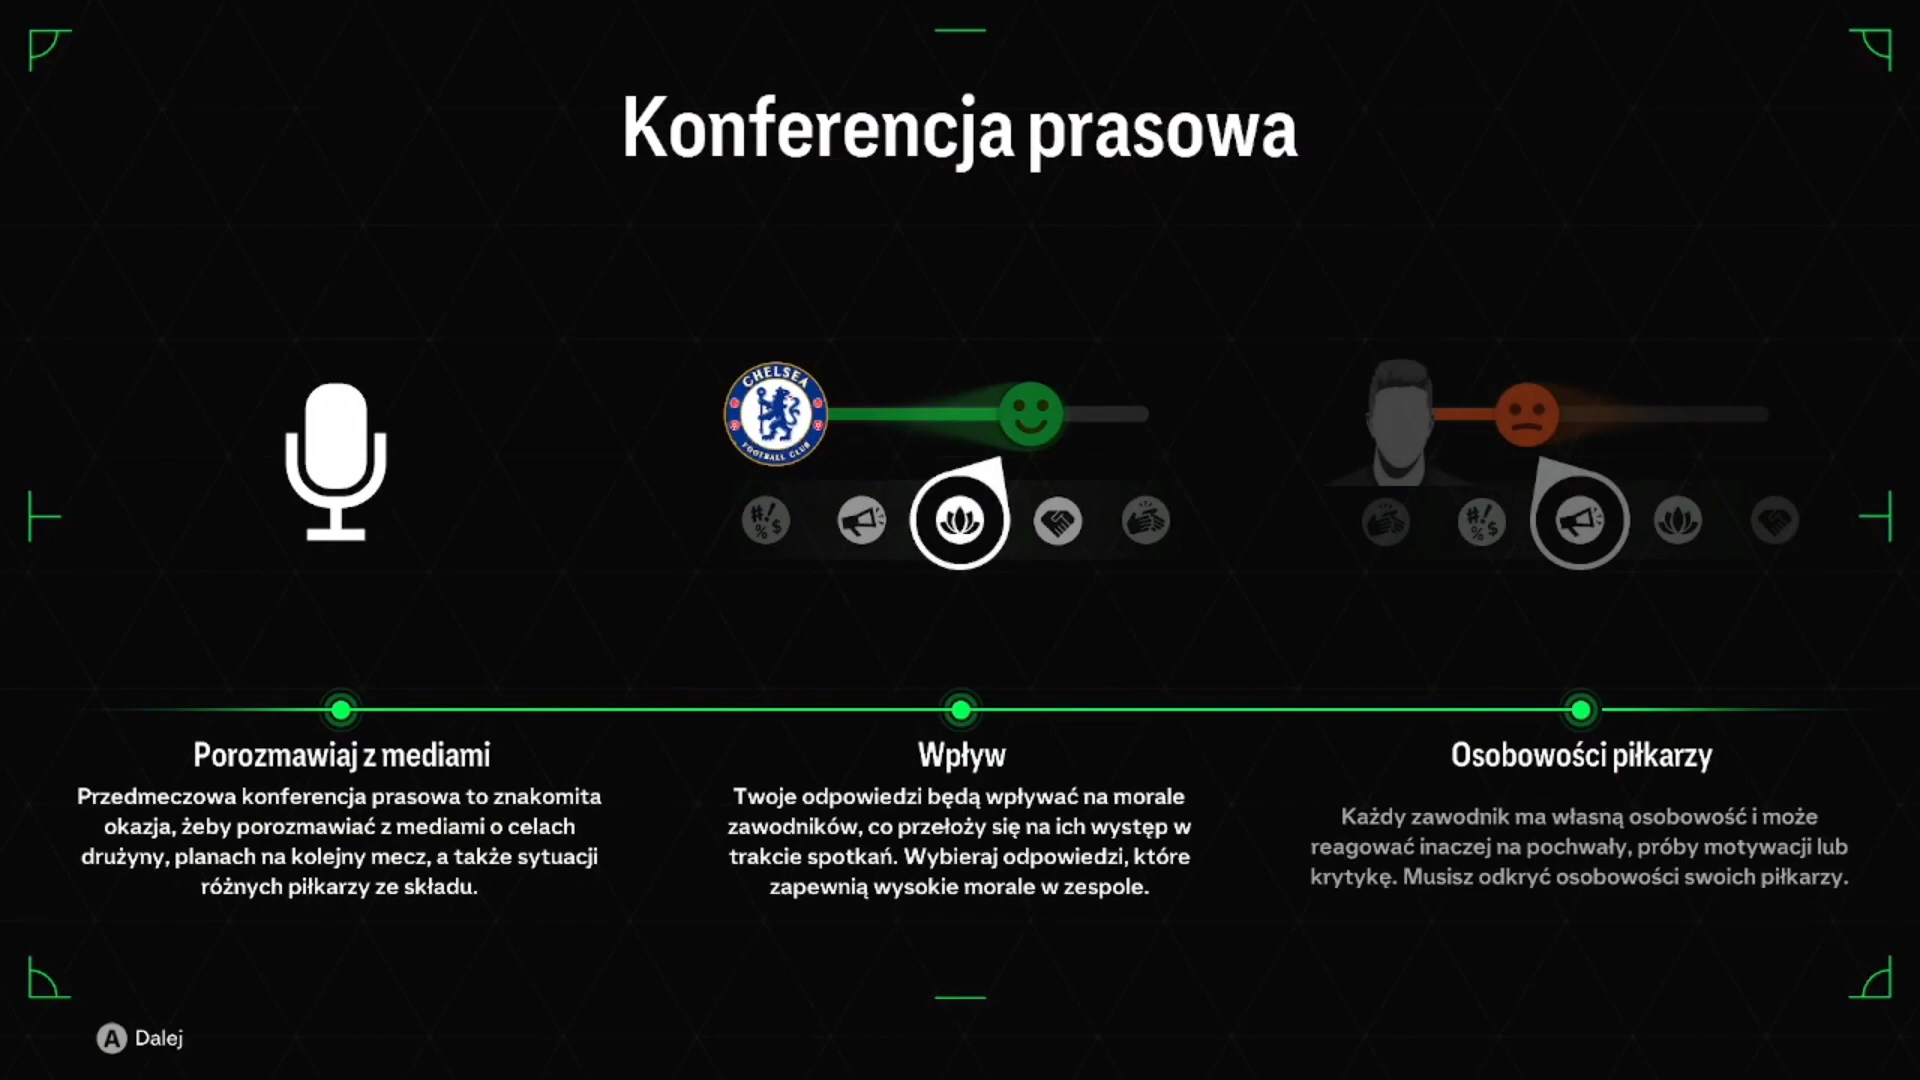 Konferencja prasowa
CHELSEA
FOOTBALL CLUB
#!
%$
#!
%$
Porozmawiaj z mediami
Przedmeczowa konferencja prasowa to znakomita
okazja, żeby porozmawiać z mediami o celach
drużyny, planach na kolejny mecz, a także sytuacji
różnych piłkarzy ze składu.
Wpływ
Twoje odpowiedzi będą wpływać na morale
zawodników, co przełoży się na ich występ w
trakcie spotkań. Wybieraj odpowiedzi, które
zapewnią wysokie morale w zespole.
Osobowości piłkarzy
Każdy zawodnik ma własną osobowość i może
reagować inaczej na pochwały, próby motywacji lub
krytykę. Musisz odkryć osobowości swoich piłkarzy.
A Dalej